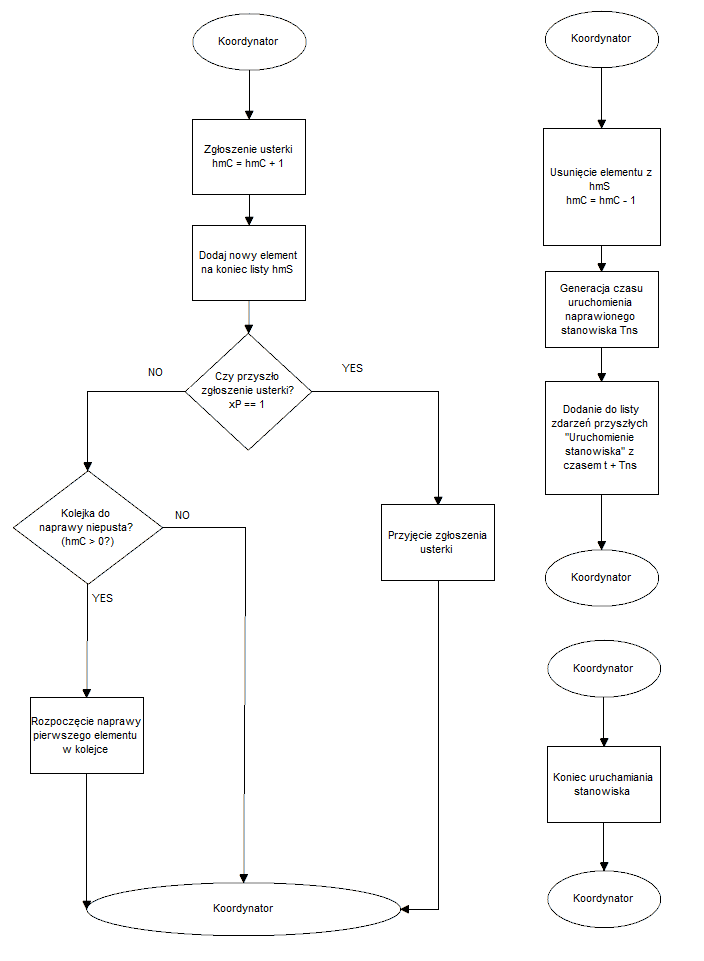 Koordynator
Zgłoszenie usterki
hmC = hmC + 1
Dodaj nowy element
na koniec listy hmS
Czy przyszło
zgłoszenie usterki?
xP == 1
NO
YES
Kolejka do
naprawy niepusta?
(hmC > 0?)
NO
YES
Przyjęcie zgłoszenia
usterki
Rozpoczęcie naprawy
pierwszego elementu
w kolejce
Koordynator
Koordynator
Usunięcie elementu z
hmS
hmC = hmC - 1
Generacja czasu
uruchomienia
naprawionego
stanowiska Tns
Dodanie do listy
zdarzeń przyszłych
"Uruchomienie
stanowiska" z
czasem t + Tns
Koordynator
Koordynator
Koniec uruchamiania
stanowiska
Koordynator